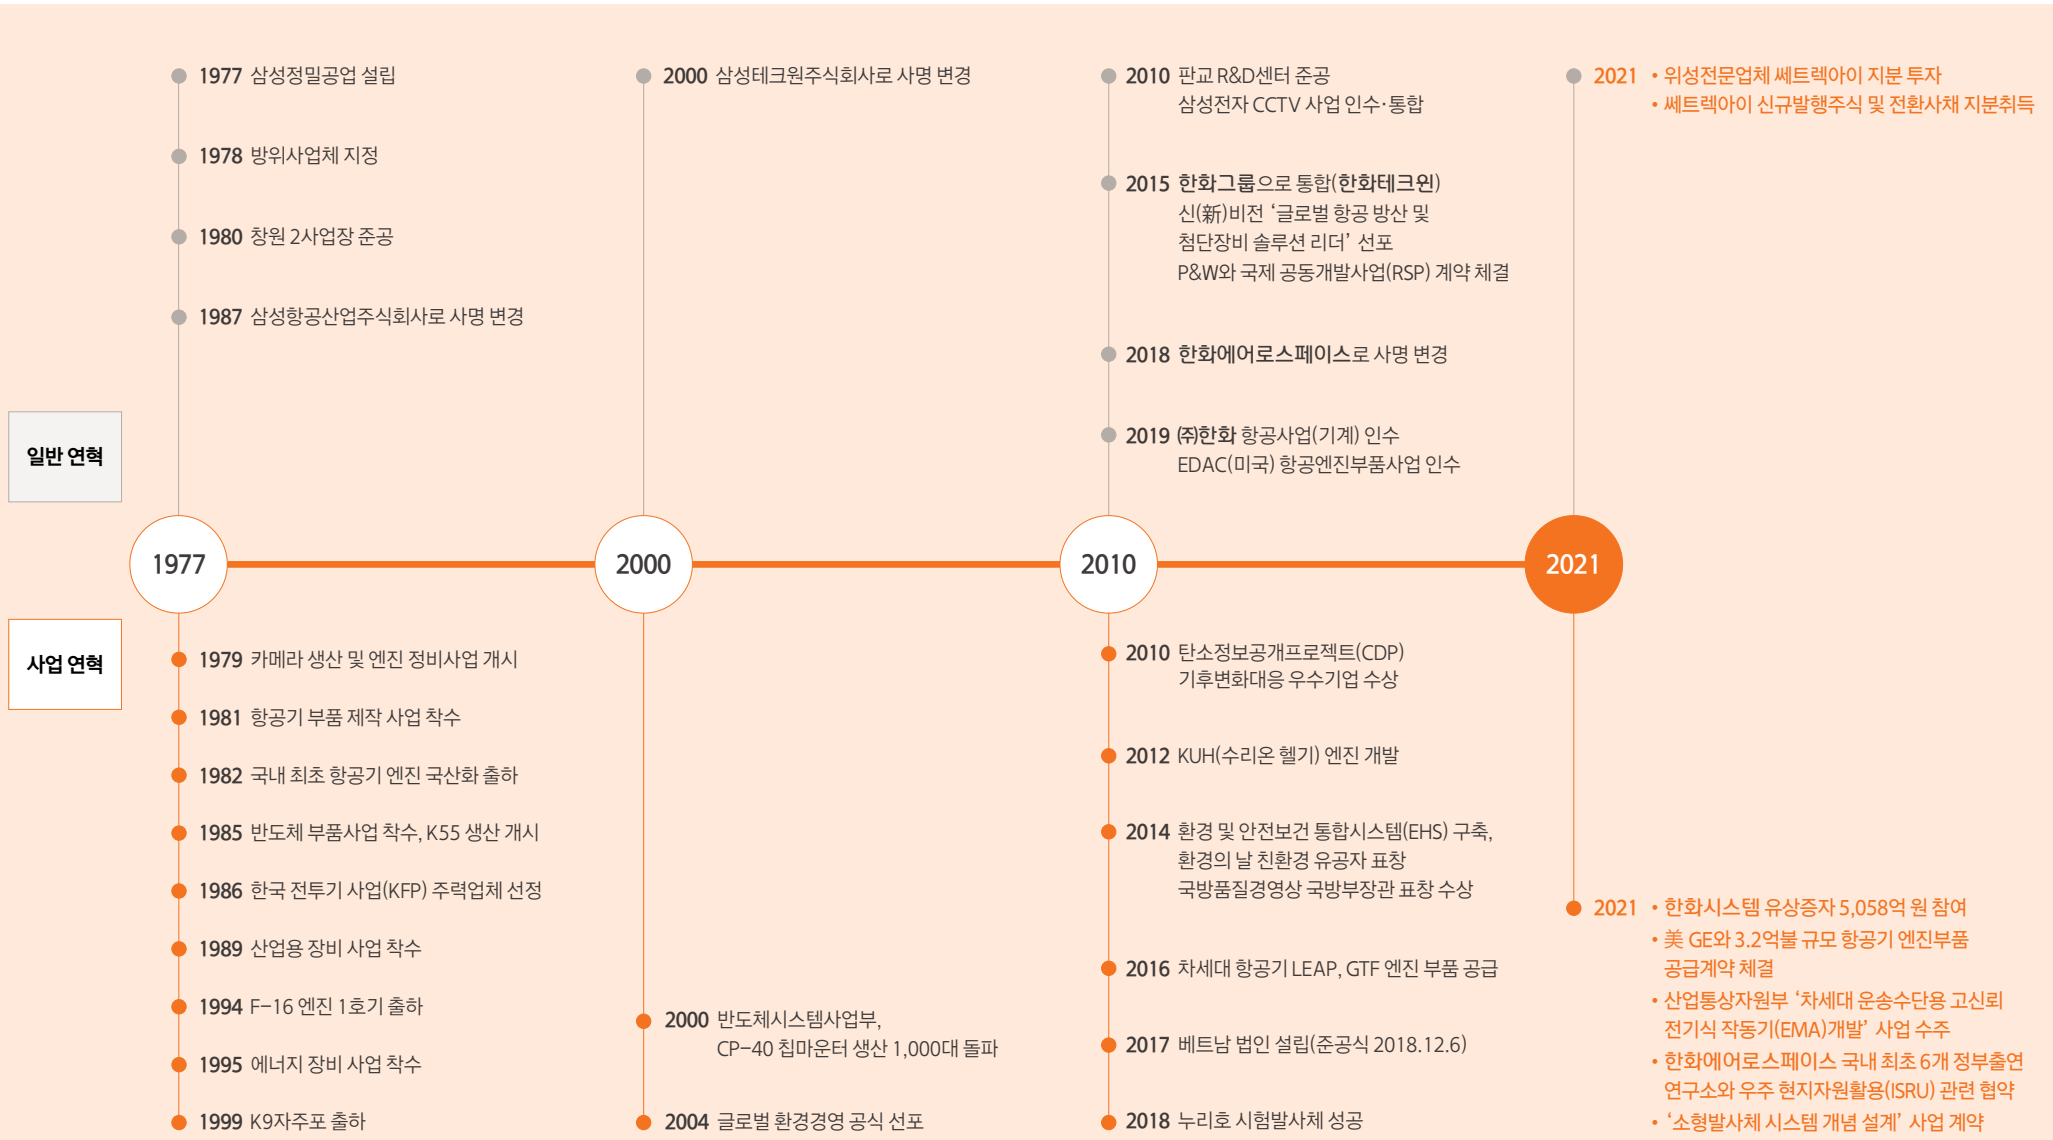 일반 연혁
1977 삼성정밀공업 설립
1978 방위사업체 지정
1980 창원 2사업장 준공
1987 삼성항공산업주식회사로 사명 변경
2000 삼성테크원주식회사로 사명 변경
2010 판교 R&D센터 준공
삼성전자 CCTV 사업 인수·통합
2015 한화그룹으로 통합(한화테크윈)
신(新)비전 ‘글로벌 항공 방산 및
첨단장비 솔루션 리더’ 선포
P&W와 국제 공동개발사업(RSP) 계약 체결
2018 한화에어로스페이스로 사명 변경
2019 ㈜한화 항공사업(기계) 인수
EDAC(미국) 항공엔진부품사업 인수
2021 • 위성전문업체 쎄트렉아이 지분 투자
• 쎄트렉아이 신규발행주식 및 전환사채 지분취득
1977
2000
2010
2021
사업 연혁
1979 카메라 생산 및 엔진 정비사업 개시
1981 항공기 부품 제작 사업 착수
1982 국내 최초 항공기 엔진 국산화 출하
1985 반도체 부품사업 착수, K55 생산 개시
1986 한국 전투기 사업(KFP) 주력업체 선정
1989 산업용 장비 사업 착수
1994 F-16 엔진 1호기 출하
1995 에너지 장비 사업 착수
1999 K9자주포 출하
2000 반도체시스템사업부,
CP-40 칩마운터 생산 1,000대 돌파
2004 글로벌 환경경영 공식 선포
2010 탄소정보공개프로젝트(CDP)
기후변화대응 우수기업 수상
2012 KUH(수리온 헬기) 엔진 개발
2014 환경 및 안전보건 통합시스템(EHS) 구축,
환경의 날 친환경 유공자 표창
국방품질경영상 국방부장관 표창 수상
2016 차세대 항공기 LEAP, GTF 엔진 부품 공급
2017 베트남 법인 설립(준공식 2018.12.6)
2018 누리호 시험발사체 성공
2021 • 한화시스템 유상증자 5,058억 원 참여
• 美 GE와 3.2억불 규모 항공기 엔진부품
공급계약 체결
• 산업통상자원부 ‘차세대 운송수단용 고신뢰
전기식 작동기(EMA)개발’ 사업 수주
• 한화에어로스페이스 국내 최초 6개 정부출연
연구소와 우주 현지자원활용(ISRU) 관련 협약
• ‘소형발사체 시스템 개념 설계’ 사업 계약